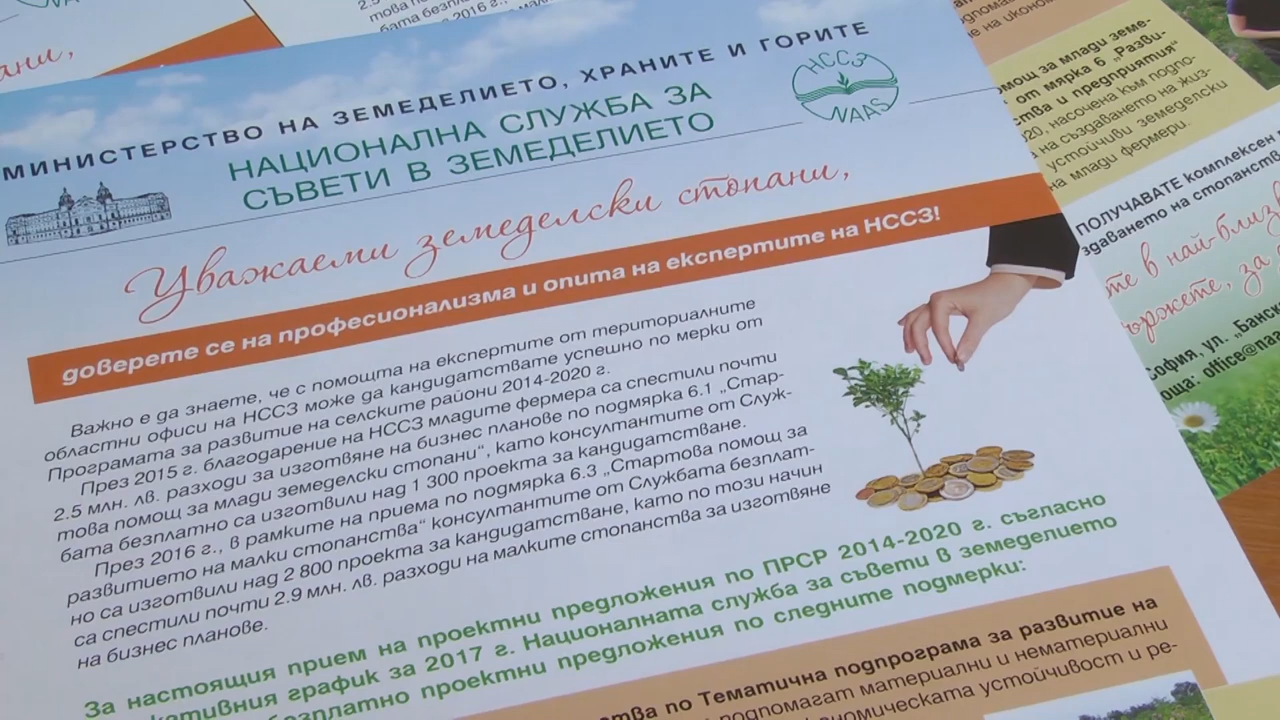 МИНИСТЕРСТВО НА ЗЕМЕДЕЛИЕТО, ХРАНИТЕ И ГОРИТЕ
НАЦИОНАЛНА СЛУЖБА ЗА
СЪВЕТИ В ЗЕМЕДЕЛИЕТО
НССЗ
NAAS
Уважаеми земеделски стопани,
доверете се на професионализма и опита на експертите на НССЗ!
Важно е да знаете, че с помощта на експертите от териториалните
областни офиси на НССЗ може да кандидатствате успешно по мерки от
Програмата за развитие на селските райони 2014-2020 г.
През 2015 г. благодарение на НССЗ младите фермера са спестили почти
2.5 млн. лв. разходи за изготвяне на бизнес планове по подмярка 6.1 „Стар-
това помощ за млади земеделски стопани“, като консултантите от Служ-
бата безплатно са изготвили над 1 300 проекта за кандидатстване.
През 2016 г., в рамките на приема по подмярка 6.3 „Стартова помощ за
развитието на малки стопанства“ консултантите от Службата безплат-
но са изготвили над 2 800 проекта за кандидатстване, като по този начин
са спестили почти 2.9 млн. лв. разходи на малките стопанства за изготвяне
на бизнес планове.
За настоящия прием на проектни предложения по ПРСР 2014-2020 г. съгласно
график за 2017 г. Националната служба за съвети в земеделието
проектни предложения по следните подмерки:
по Тематична подпрограма за развитие на
подпомагат материални и нематериални
устойчивост и ре-
за млади земе-
от мярка 6 „Разви-
и предприятия“
насочена към подпо-
на създаването на жиз-
устойчиви земеделски
на млади фермери.
ПОЛУЧАВАТЕ комплексен
на стопанств
в най-близ
за
София, ул. „Банск
office@naa